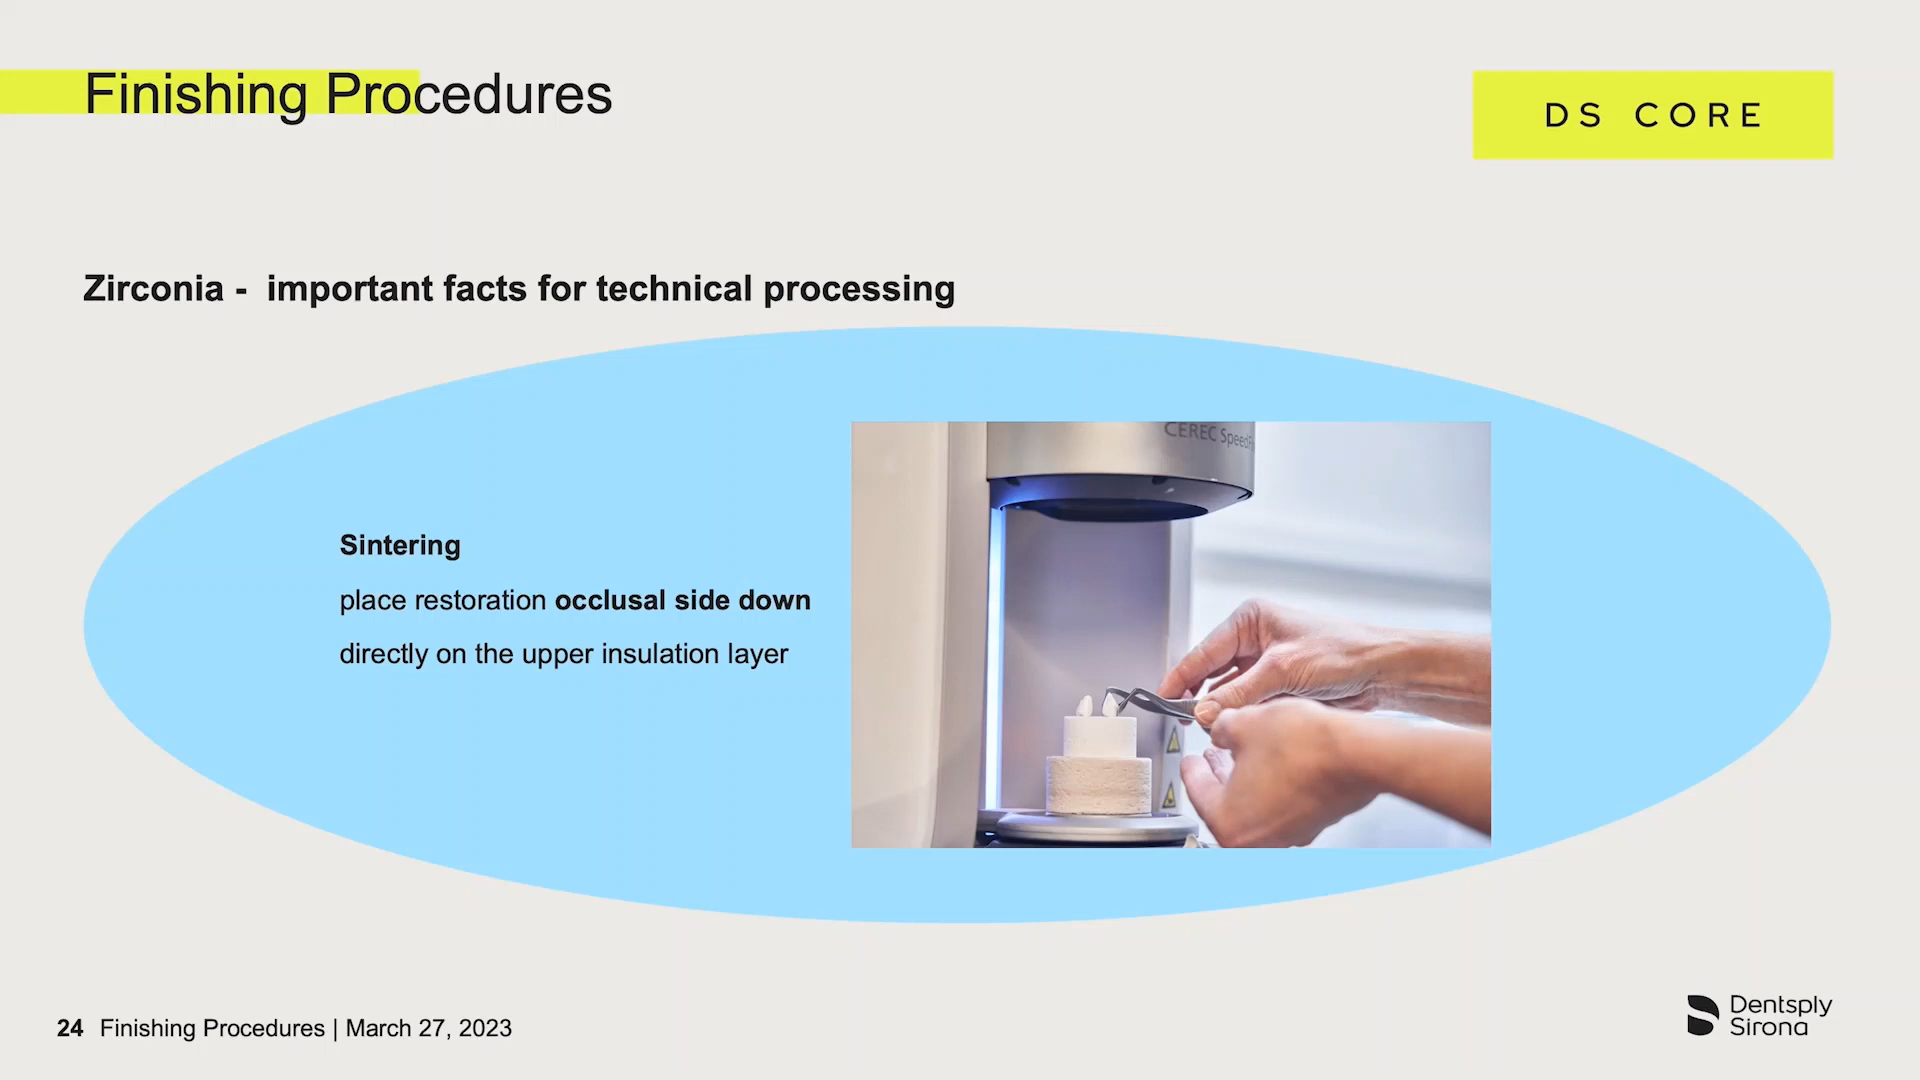 Finishing Procedures
DS CORE
Zirconia - important facts for technical processing
CEREC
Sintering
place restoration occlusal side down
directly on the upper insulation layer
24 Finishing Procedures | March 27, 2023
Dentsply
Sirona